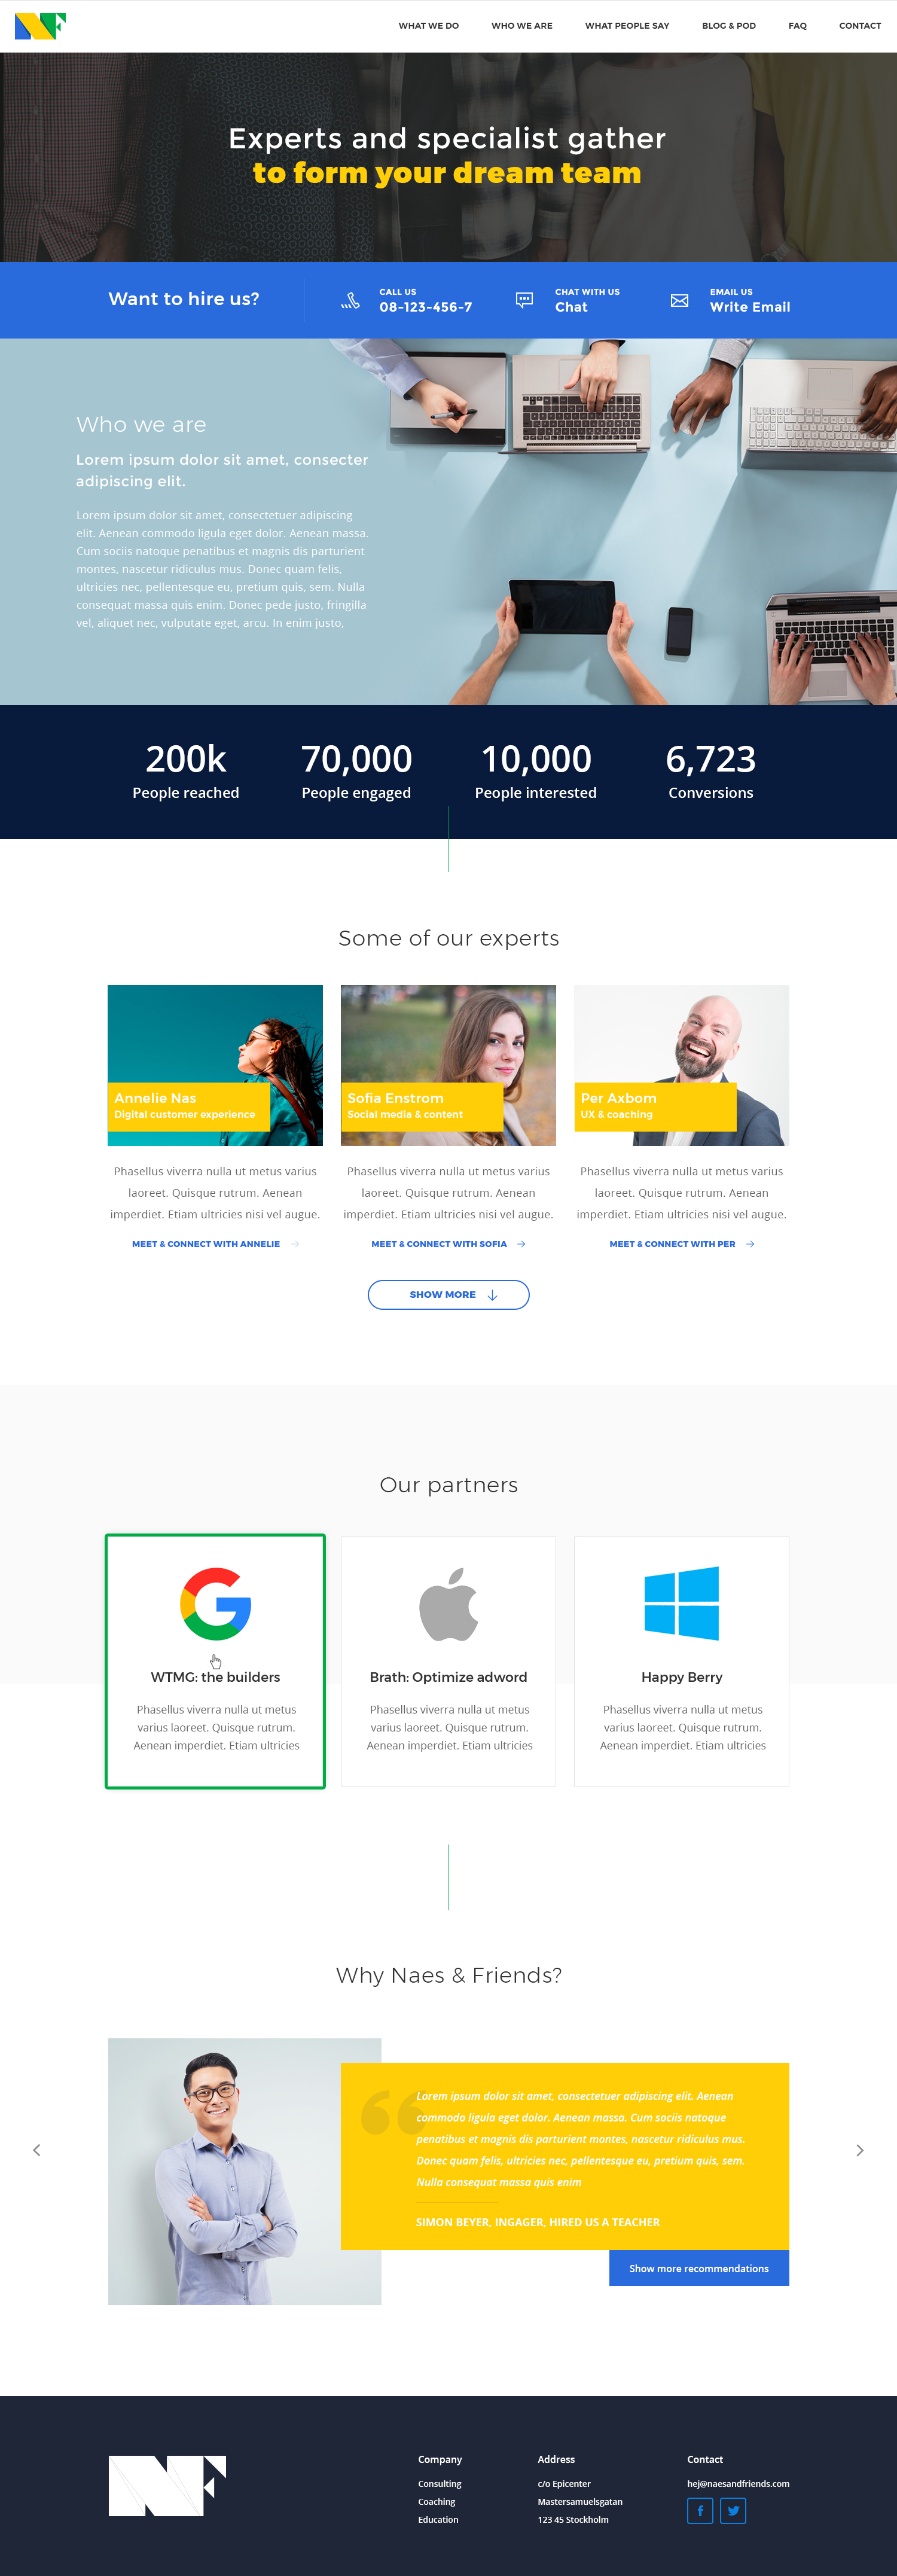 WHAT WE DO WHO WE ARE WHAT PEOPLE SAY BLOG & POD FAQ CONTACT
Experts and specialist gather
to form your dream team
Want to hire us?
CALL US
08-123-456-7
CHAT WITH US
Chat
EMAIL US
Write Email
Who we are
Lorem ipsum dolor sit amet, consecter
adipiscing elit.
Lorem ipsum dolor sit amet, consectetuer adipiscing
elit. Aenean commodo ligula eget dolor. Aenean massa.
Cum sociis natoque penatibus et magnis dis parturient
montes, nascetur ridiculus mus. Donec quam felis,
ultricies nec, pellentesque eu, pretium quis, sem. Nulla
consequat massa quis enim. Donec pede justo, fringilla
vel, aliquet nec, vulputate eget, arcu. In enim justo,
200k
People reached
70,000
People engaged
10,000
People interested
6,723
Conversions
Some of our experts
Annelie Nas
Digital customer experience
Phasellus viverra nulla ut metus varius
laoreet. Quisque rutrum. Aenean
imperdiet. Etiam ultricies nisi vel augue.
MEET & CONNECT WITH ANNELIE
Sofia Enstrom
Social media & content
Phasellus viverra nulla ut metus varius
laoreet. Quisque rutrum. Aenean
imperdiet. Etiam ultricies nisi vel augue.
MEET & CONNECT WITH SOFIA
Per Axbom
UX & coaching
Phasellus viverra nulla ut metus varius
laoreet. Quisque rutrum. Aenean
imperdiet. Etiam ultricies nisi vel augue.
MEET & CONNECT WITH PER
SHOW MORE
Our partners
WTMG: the builders
Phasellus viverra nulla ut metus
varius laoreet. Quisque rutrum.
Aenean imperdiet. Etiam ultricies
Brath: Optimize adword
Phasellus viverra nulla ut metus
varius laoreet. Quisque rutrum.
Aenean imperdiet. Etiam ultricies
Happy Berry
Phasellus viverra nulla ut metus
varius laoreet. Quisque rutrum.
Aenean imperdiet. Etiam ultricies
Why Naes & Friends?
Lorem ipsum dolor sit amet, consectetuer adipiscing elit. Aenean
commodo ligula eget dolor. Aenean massa. Cum sociis natoque
penatibus et magnis dis parturient montes, nascetur ridiculus mus.
Donec quam felis, ultricies nec, pellentesque eu, pretium quis, sem.
Nulla consequat massa quis enim
SIMON BEYER, INGAGER, HIRED US A TEACHER
Show more recommendations
NF
Company
Consulting
Coaching
Education
Address
c/o Epicenter
Mastersamuelsgatan
123 45 Stockholm
Contact
hej@naesandfriends.com